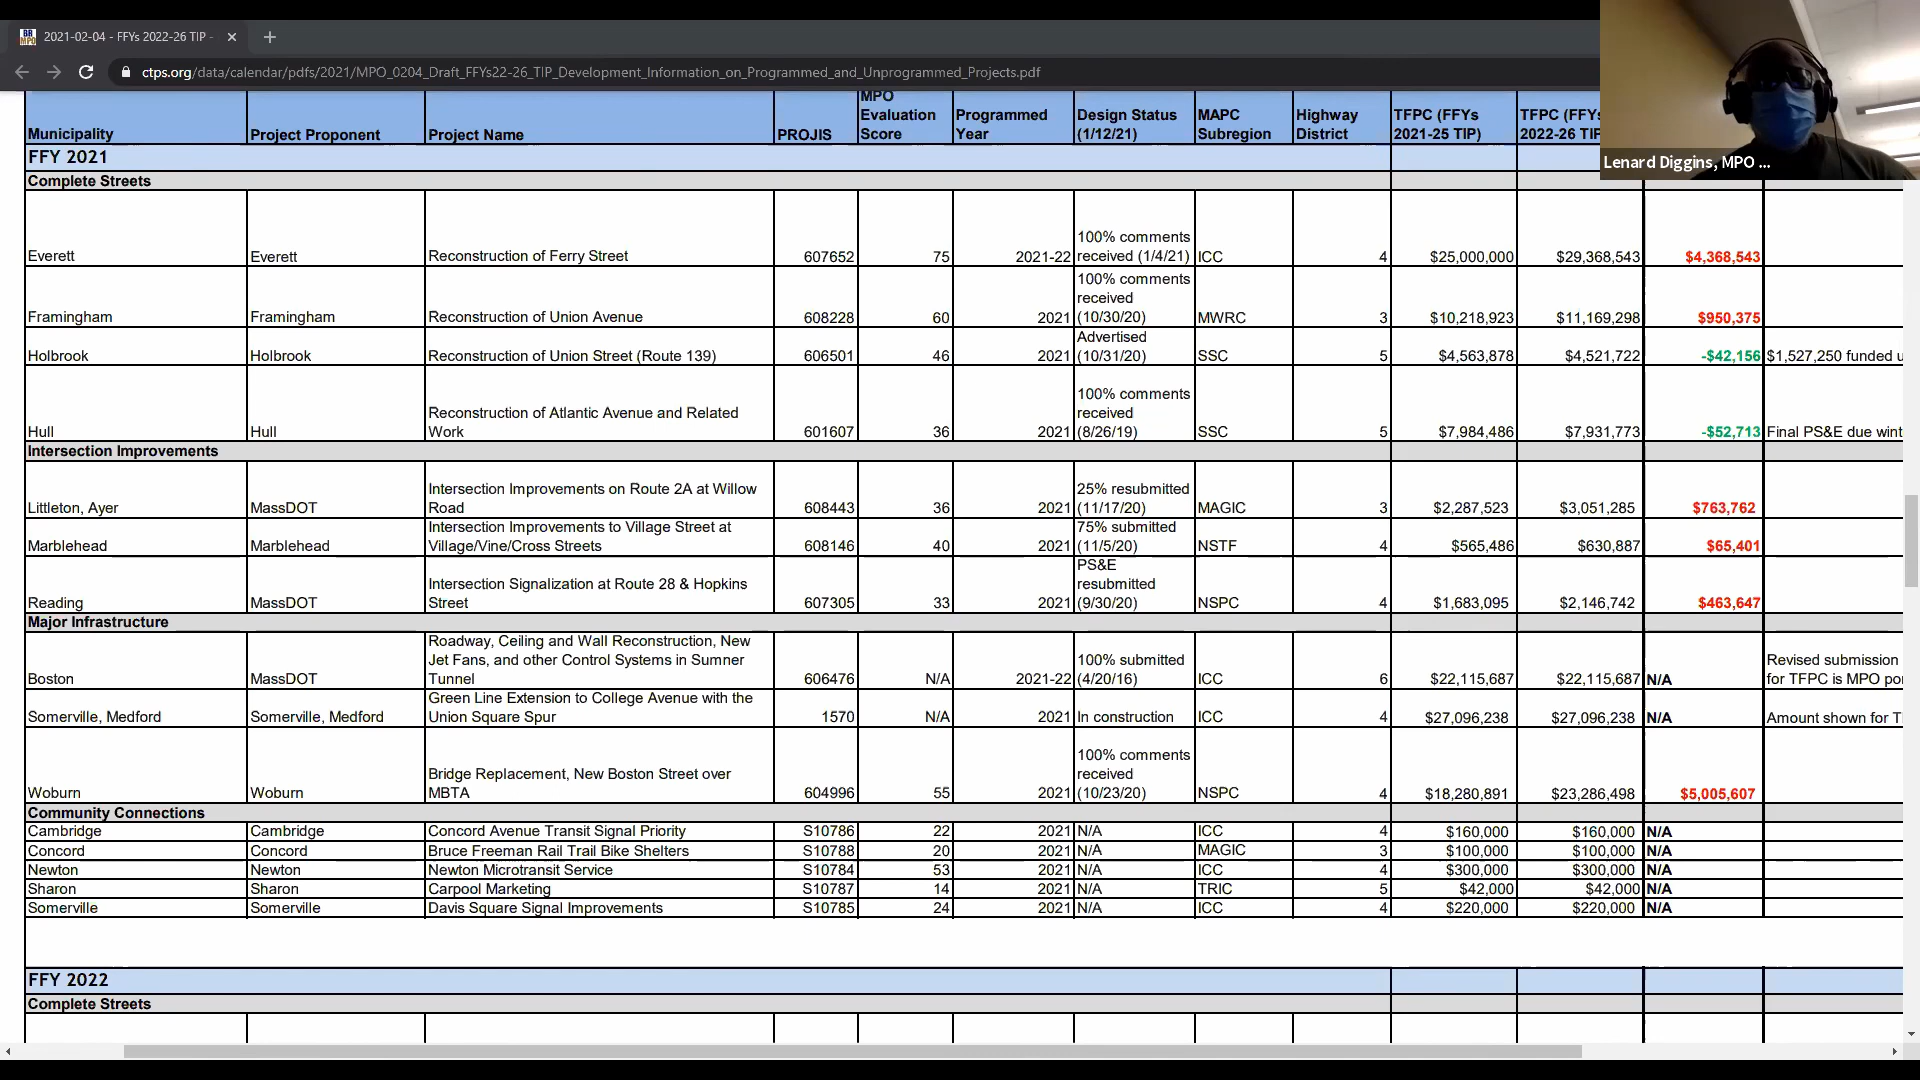 2021-02-04 - FFYs 2022-26 TIP -
ctps.org/data/calendar/pdfs/2021/MPO_0204_Draft_FFYs22-26_TIP_Development_Information_on_Programmed_and_Unprogrammed_Projects.pdf
Lenard Diggins, MPO ...
Municipality Project Proponent Project Name PROJIS MPO Evaluation Score Programmed Year Design Status (1/12/21) MAPC Subregion Highway District TFPC (FFYs 2021-25 TIP) TFPC (FFYs 2022-26 TIP
FFY 2021
Complete Streets
Everett Everett Reconstruction of Ferry Street 607652 75 2021-22 100% comments received (1/4/21) ICC 4 $25,000,000 $29,368,543 $4,368,543
Framingham Framingham Reconstruction of Union Avenue 608228 60 2021 100% comments received (10/30/20) MWRC 3 $10,218,923 $11,169,298 $950,375
Holbrook Holbrook Reconstruction of Union Street (Route 139) 606501 46 2021 Advertised (10/31/20) SSC 5 $4,563,878 $4,521,722 -$42,156 $1,527,250 funded u
Hull Hull Reconstruction of Atlantic Avenue and Related Work 601607 36 2021 100% comments received (8/26/19) SSC 5 $7,984,486 $7,931,773 -$52,713 Final PS&E due wint
Intersection Improvements
Littleton, Ayer MassDOT Intersection Improvements on Route 2A at Willow Road 608443 36 2021 25% resubmitted (11/17/20) MAGIC 3 $2,287,523 $3,051,285 $763,762
Marblehead Marblehead Intersection Improvements to Village Street at Village/Vine/Cross Streets 608146 40 2021 75% submitted (11/5/20) NSTF 4 $565,486 $630,887 $65,401
Reading MassDOT Intersection Signalization at Route 28 & Hopkins Street 607305 33 2021 PS&E resubmitted (9/30/20) NSPC 4 $1,683,095 $2,146,742 $463,647
Major Infrastructure
Boston MassDOT Roadway, Ceiling and Wall Reconstruction, New Jet Fans, and other Control Systems in Sumner Tunnel 606476 N/A 2021-22 100% submitted (4/20/16) ICC 6 $22,115,687 $22,115,687 N/A Revised submission for TFPC is MPO por
Somerville, Medford Somerville, Medford Green Line Extension to College Avenue with the Union Square Spur 1570 N/A 2021 In construction ICC 4 $27,096,238 $27,096,238 N/A Amount shown for T
Woburn Woburn Bridge Replacement, New Boston Street over MBTA 604996 55 2021 100% comments received (10/23/20) NSPC 4 $18,280,891 $23,286,498 $5,005,607
Community Connections
Cambridge Cambridge Concord Avenue Transit Signal Priority S10786 22 2021 N/A ICC 4 $160,000 $160,000 N/A
Concord Concord Bruce Freeman Rail Trail Bike Shelters S10788 20 2021 N/A MAGIC 3 $100,000 $100,000 N/A
Newton Newton Newton Microtransit Service S10784 53 2021 N/A ICC 4 $300,000 $300,000 N/A
Sharon Sharon Carpool Marketing S10787 14 2021 N/A TRIC 5 $42,000 $42,000 N/A
Somerville Somerville Davis Square Signal Improvements S10785 24 2021 N/A ICC 4 $220,000 $220,000 N/A
FFY 2022
Complete Streets